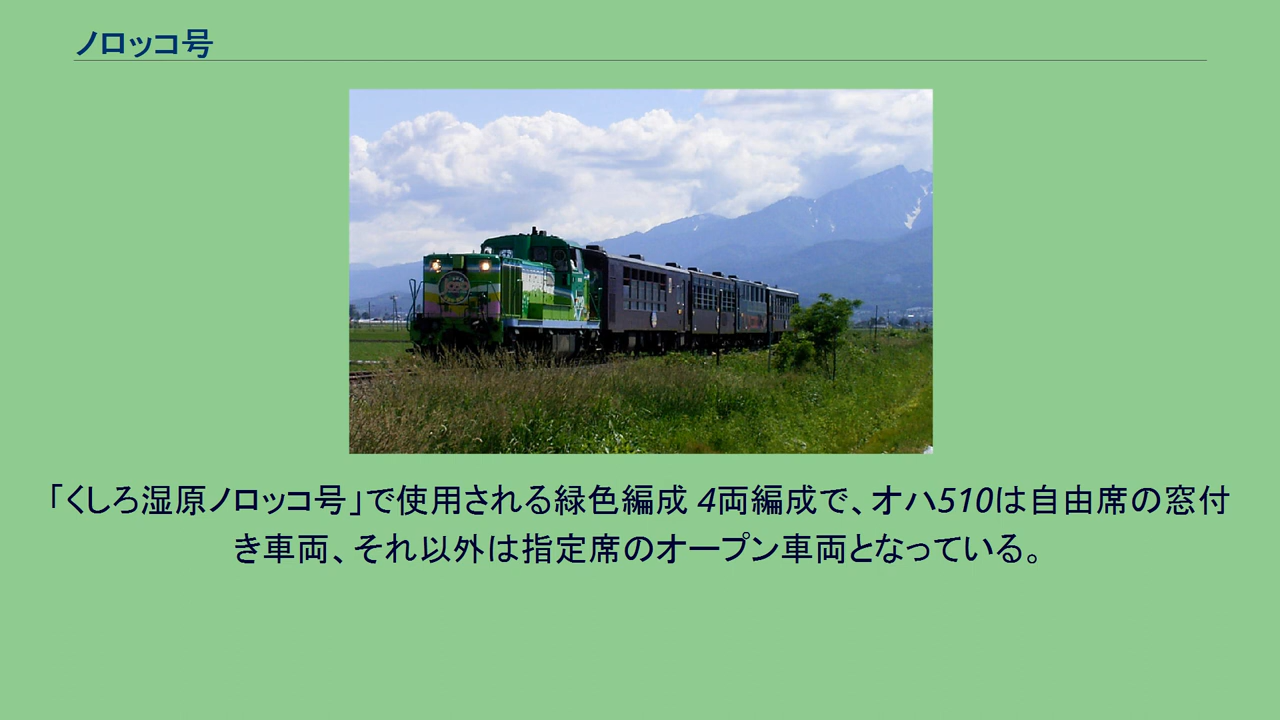 ノロッコ号
「くしろ湿原ノロッコ号」で使用される緑色編成 4両編成で、オハ510は自由席の窓付
き車両、それ以外は指定席のオープン車両となっている。